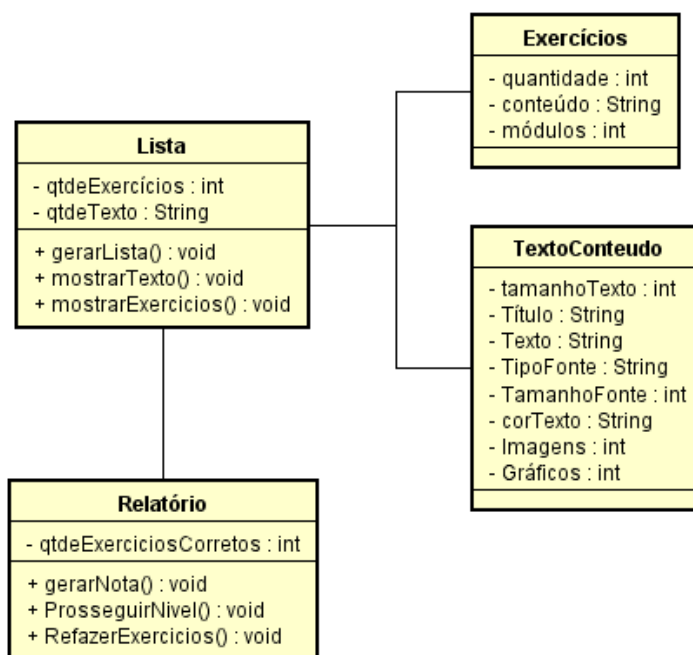 Exercícios
- quantidade : int
- conteúdo : String
- módulos : int
Lista
- qtdeExercícios : int
- qtdeTexto : String
+ gerarLista() : void
+ mostrarTexto() : void
+ mostrarExercicios() : void
TextoConteudo
- tamanhoTexto : int
- Título : String
- Texto : String
- TipoFonte : String
- TamanhoFonte : int
- corTexto : String
- Imagens : int
- Gráficos : int
Relatório
- qtdeExerciciosCorretos : int
+ gerarNota() : void
+ ProsseguirNivel() : void
+ RefazerExercicios() : void